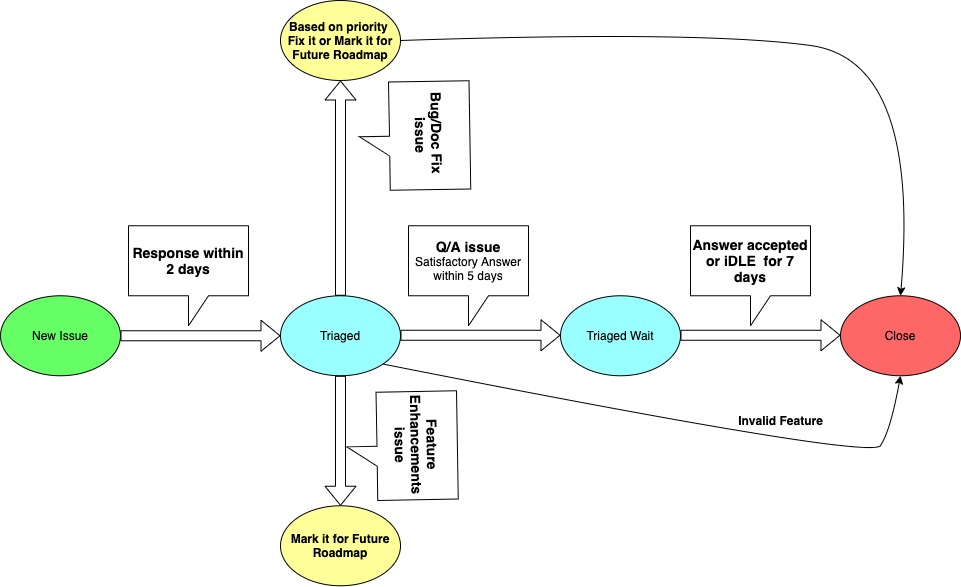 Based on priority
Fix it or Mark it for
Future Roadmap
Bug/Doc Fix
issue
Response within
2 days
Q/A issue
Satisfactory Answer
within 5 days
Answer accepted
or iDLE  for 7
days
New Issue
Triaged
Triaged Wait
Close
Feature
Enhancements
issue
Invalid Feature
Mark it for Future
Roadmap